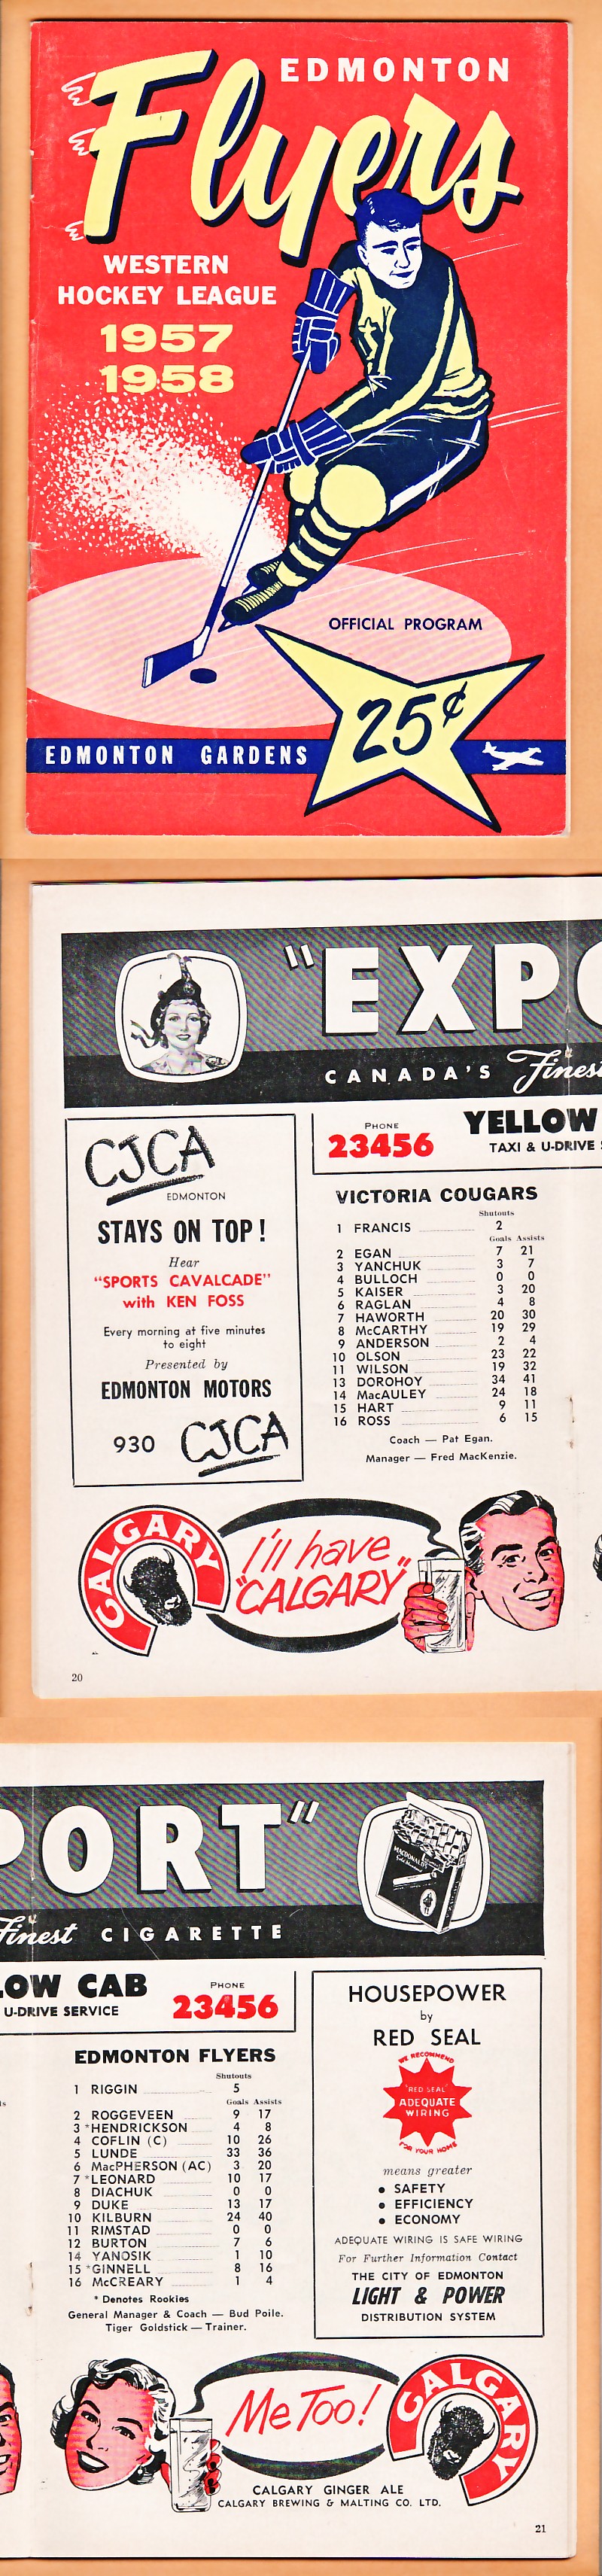 EDMONTON
Flyers
WESTERN
HOCKEY LEAGUE
1957
1958
OFFICIAL PROGRAM
25¢
EDMONTON GARDENS
"EXPO
CANADA'S Finest
CJCA
EDMONTON
STAYS ON TOP!
Hear
"SPORTS CAVALCADE"
with KEN FOSS
Every morning at five minutes
to eight
Presented by
EDMONTON MOTORS
930 CJCA
PHONE
23456
YELLOW
TAXI & U-DRIVE
VICTORIA COUGARS
Shutouts
1 FRANCIS 2
Goals Assists
2 EGAN 7 21
3 YANCHUK 3 7
4 BULLOCH 0 0
5 KAISER 3 20
6 RAGLAN 4 8
7 HAWORTH 20 30
8 McCARTHY 19 29
9 ANDERSON 2 4
10 OLSON 23 22
11 WILSON 19 32
13 DOROHOY 34 41
14 MacAULEY 24 18
15 HART 9 11
16 ROSS 6 15
Coach — Pat Egan.
Manager — Fred MacKenzie.
CALGARY
I'll have
"CALGARY"
20
PORT"
Finest CIGARETTE
MACDONALD'S
LOW CAB
U-DRIVE SERVICE
PHONE
23456
EDMONTON FLYERS
Shutouts
1 RIGGIN 5
Goals Assists
2 ROGGEVEEN 9 17
3 *HENDRICKSON 4 8
4 COFLIN (C) 10 26
5 LUNDE 33 36
6 MacPHERSON (AC) 3 20
7 *LEONARD 10 17
8 DIACHUK 0 0
9 DUKE 13 17
10 KILBURN 24 40
11 RIMSTAD 0 0
12 BURTON 7 6
14 YANOSIK 1 10
15 *GINNELL 8 16
16 McCREARY 1 4
* Denotes Rookies
General Manager & Coach — Bud Poile.
Tiger Goldstick — Trainer.
HOUSEPOWER
by
RED SEAL
WE RECOMMEND
"RED SEAL"
ADEQUATE
WIRING
FOR YOUR HOME
means greater
• SAFETY
• EFFICIENCY
• ECONOMY
ADEQUATE WIRING IS SAFE WIRING
For Further Information Contact
THE CITY OF EDMONTON
LIGHT & POWER
DISTRIBUTION SYSTEM
Me Too!
CALGARY
CALGARY GINGER ALE
CALGARY BREWING & MALTING CO. LTD.
21